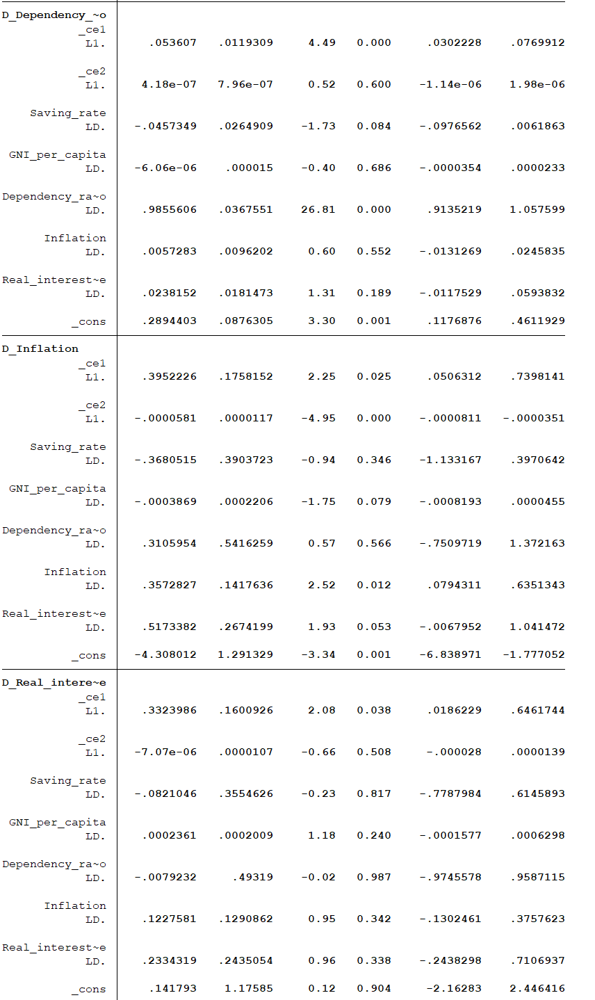 D_Dependency_~o
_ce1
L1. .053607 .0119309 4.49 0.000 .0302228 .0769912
_ce2
L1. 4.18e-07 7.96e-07 0.52 0.600 -1.14e-06 1.98e-06
Saving_rate
LD. -.0457349 .0264909 -1.73 0.084 -.0976562 .0061863
GNI_per_capita
LD. -6.06e-06 .000015 -0.40 0.686 -.0000354 .0000233
Dependency_ra~o
LD. .9855606 .0367551 26.81 0.000 .9135219 1.057599
Inflation
LD. .0057283 .0096202 0.60 0.552 -.0131269 .0245835
Real_interest~e
LD. .0238152 .0181473 1.31 0.189 -.0117529 .0593832
_cons .2894403 .0876305 3.30 0.001 .1176876 .4611929
D_Inflation
_ce1
L1. .3952226 .1758152 2.25 0.025 .0506312 .7398141
_ce2
L1. -.0000581 .0000117 -4.95 0.000 -.0000811 -.0000351
Saving_rate
LD. -.3680515 .3903723 -0.94 0.346 -1.133167 .3970642
GNI_per_capita
LD. -.0003869 .0002206 -1.75 0.079 -.0008193 .0000455
Dependency_ra~o
LD. .3105954 .5416259 0.57 0.566 -.7509719 1.372163
Inflation
LD. .3572827 .1417636 2.52 0.012 .0794311 .6351343
Real_interest~e
LD. .5173382 .2674199 1.93 0.053 -.0067952 1.041472
_cons -4.308012 1.291329 -3.34 0.001 -6.838971 -1.777052
D_Real_intere~e
_ce1
L1. .3323986 .1600926 2.08 0.038 .0186229 .6461744
_ce2
L1. -7.07e-06 .0000107 -0.66 0.508 -.000028 .0000139
Saving_rate
LD. -.0821046 .3554626 -0.23 0.817 -.7787984 .6145893
GNI_per_capita
LD. .0002361 .0002009 1.18 0.240 -.0001577 .0006298
Dependency_ra~o
LD. -.0079232 .49319 -0.02 0.987 -.9745578 .9587115
Inflation
LD. .1227581 .1290862 0.95 0.342 -.1302461 .3757623
Real_interest~e
LD. .2334319 .2435054 0.96 0.338 -.2438298 .7106937
_cons .141793 1.17585 0.12 0.904 -2.16283 2.446416